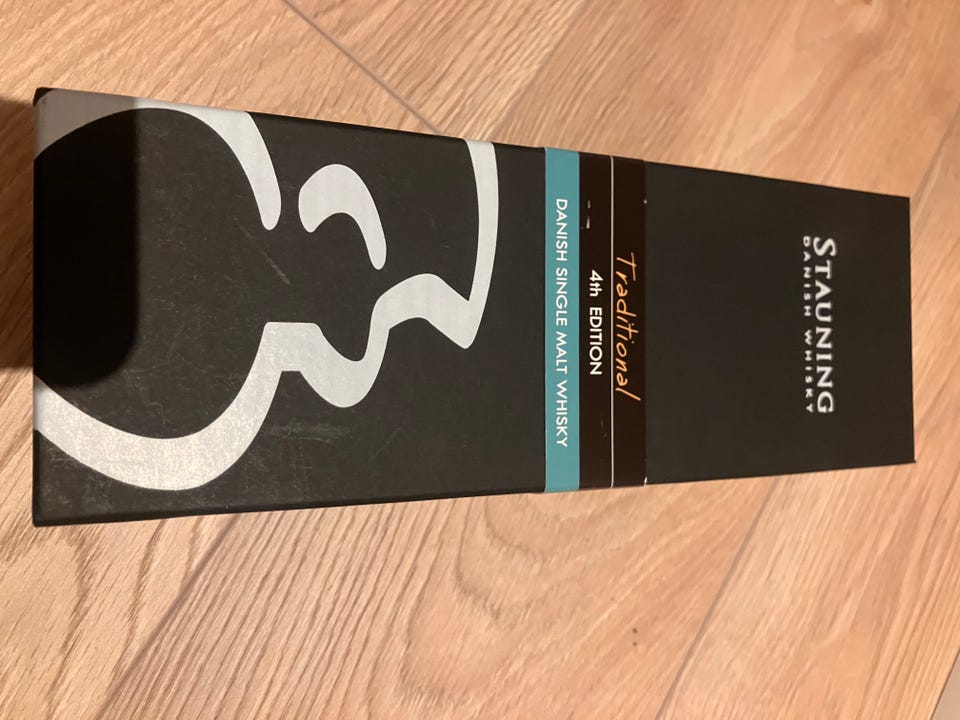 STAUNING
DANISH WHISKY
Traditional
4th EDITION
DANISH SINGLE MALT WHISKY